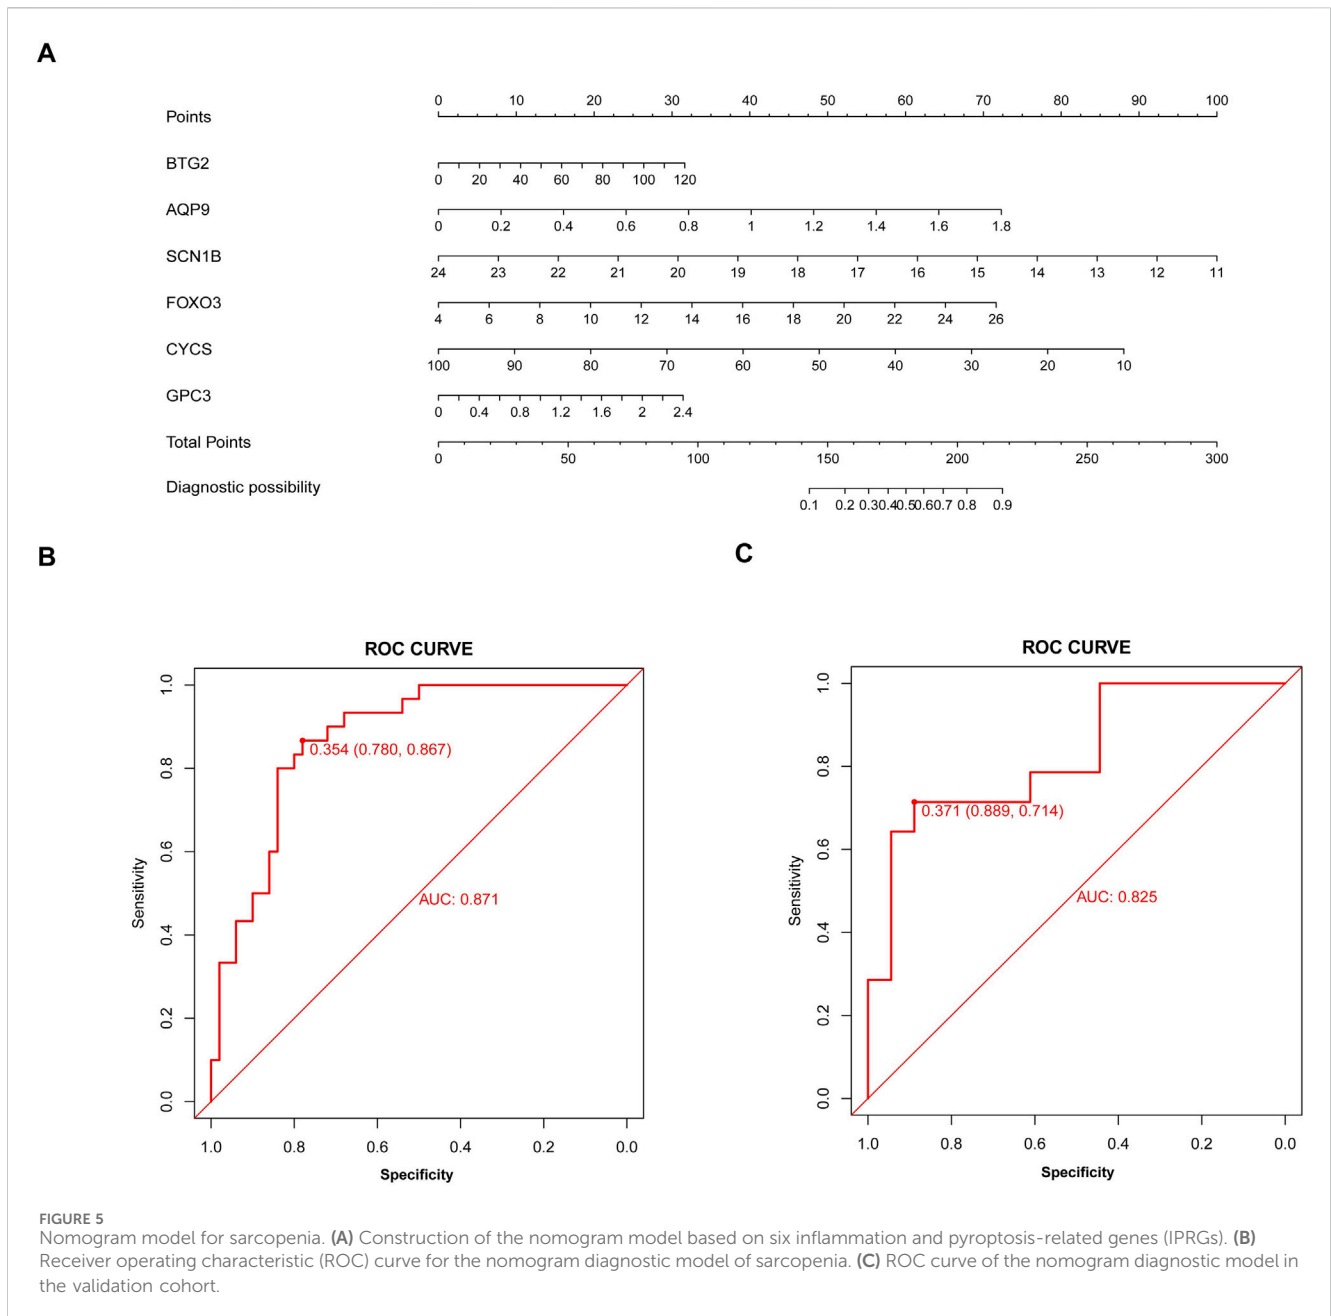 A
Points
0 10 20 30 40 50 60 70 80 90 100
BTG2
0 20 40 60 80 100 120
AQP9
0 0.2 0.4 0.6 0.8 1 1.2 1.4 1.6 1.8
SCN1B
24 23 22 21 20 19 18 17 16 15 14 13 12 11
FOXO3
4 6 8 10 12 14 16 18 20 22 24 26
CYCS
100 90 80 70 60 50 40 30 20 10
GPC3
0 0.4 0.8 1.2 1.6 2 2.4
Total Points
0 50 100 150 200 250 300
Diagnostic possibility
0.1 0.2 0.3 0.4 0.5 0.6 0.7 0.8 0.9
B
ROC CURVE
Sensitivity
1.0
0.8
0.6
0.4
0.2
0.0
0.354 (0.780, 0.867)
AUC: 0.871
1.0 0.8 0.6 0.4 0.2 0.0
Specificity
C
ROC CURVE
Sensitivity
1.0
0.8
0.6
0.4
0.2
0.0
0.371 (0.889, 0.714)
AUC: 0.825
1.0 0.8 0.6 0.4 0.2 0.0
Specificity
FIGURE 5
Nomogram model for sarcopenia. (A) Construction of the nomogram model based on six inflammation and pyroptosis-related genes (IPRGs). (B)
Receiver operating characteristic (ROC) curve for the nomogram diagnostic model of sarcopenia. (C) ROC curve of the nomogram diagnostic model in
the validation cohort.